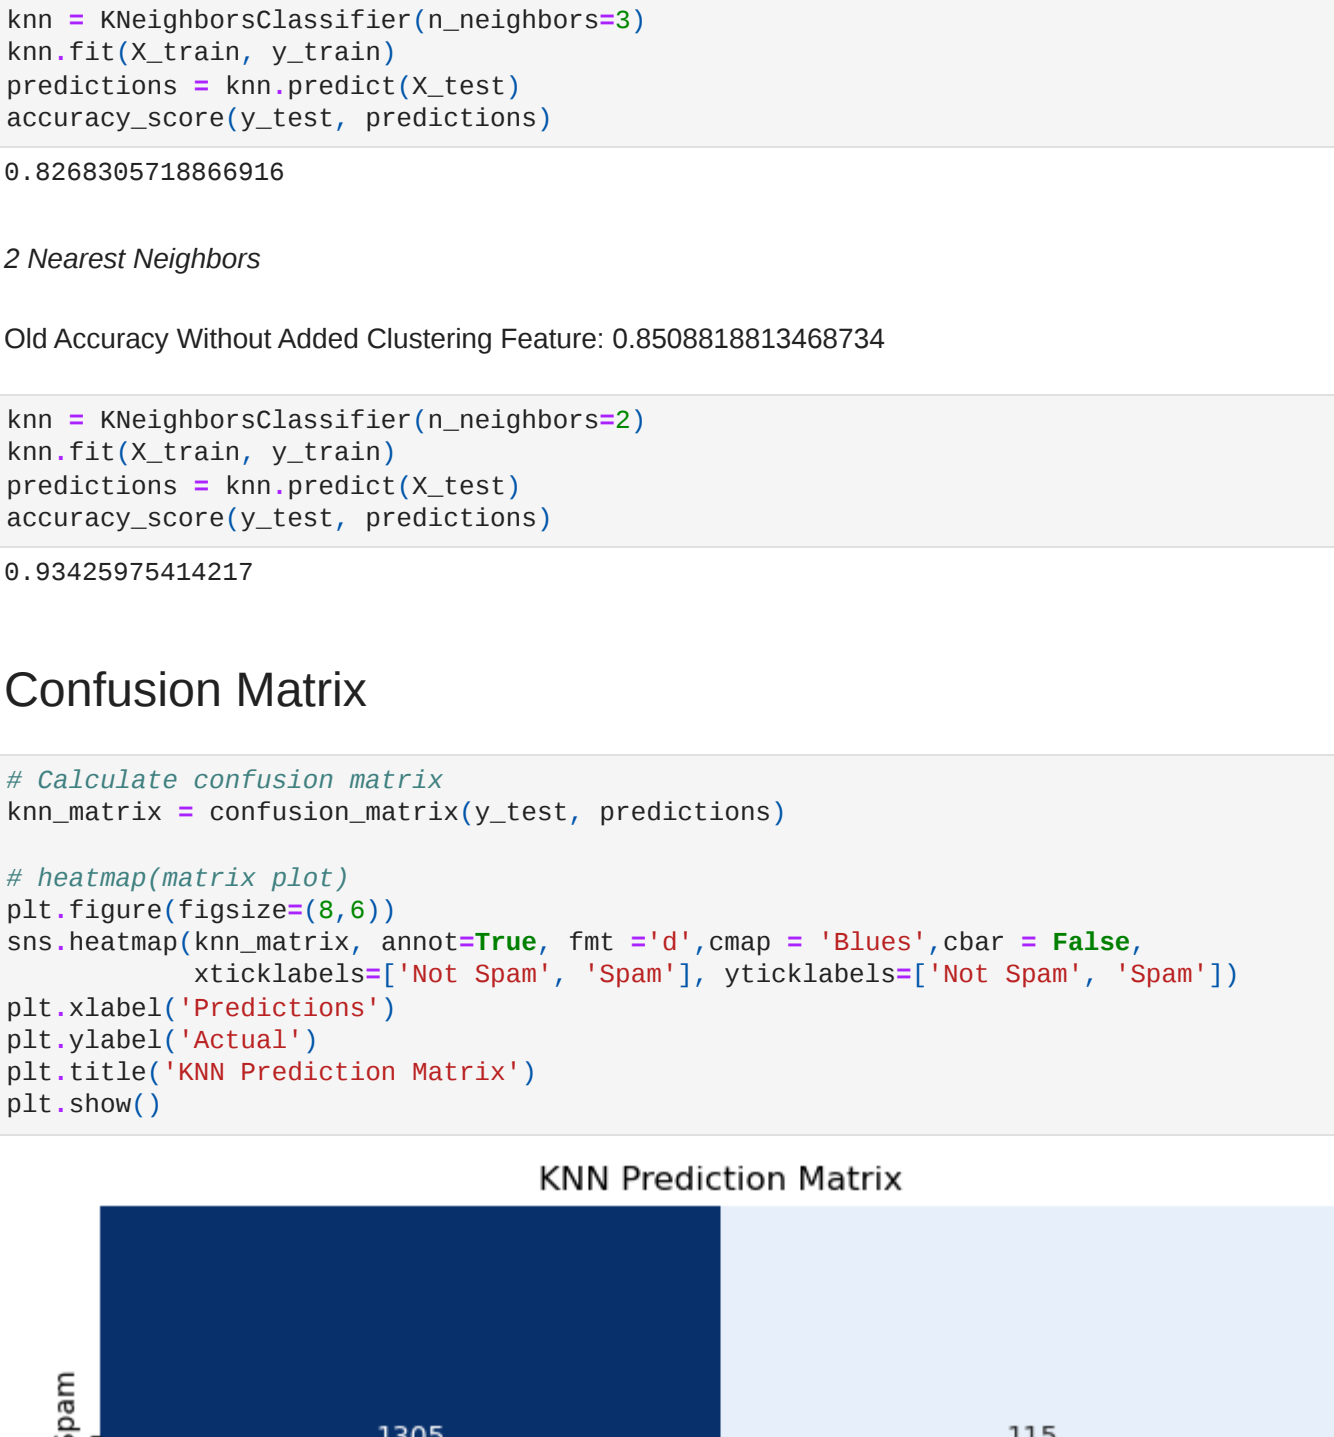 knn = KNeighborsClassifier(n_neighbors=3)
knn.fit(X_train, y_train)
predictions = knn.predict(X_test)
accuracy_score(y_test, predictions)
0.8268305718866916
2 Nearest Neighbors
Old Accuracy Without Added Clustering Feature: 0.8508818813468734
knn = KNeighborsClassifier(n_neighbors=2)
knn.fit(X_train, y_train)
predictions = knn.predict(X_test)
accuracy_score(y_test, predictions)
0.93425975414217
Confusion Matrix
# Calculate confusion matrix
knn_matrix = confusion_matrix(y_test, predictions)
# heatmap(matrix plot)
plt.figure(figsize=(8,6))
sns.heatmap(knn_matrix, annot=True, fmt ='d',cmap = 'Blues',cbar = False,
xticklabels=['Not Spam', 'Spam'], yticklabels=['Not Spam', 'Spam'])
plt.xlabel('Predictions')
plt.ylabel('Actual')
plt.title('KNN Prediction Matrix')
plt.show()
KNN Prediction Matrix
1305
115